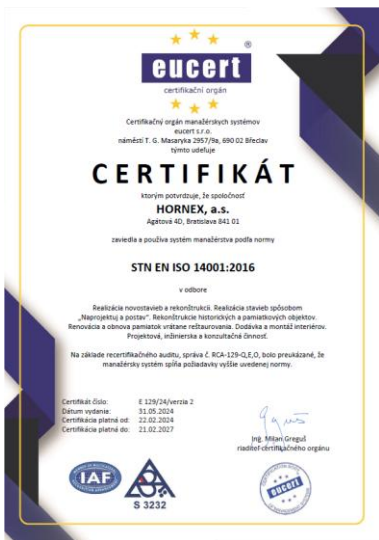 eucert
®
certifikační orgán
Certifikačný orgán manažérskych systémov
eucert s.r.o.
náměstí T. G. Masaryka 2957/9a, 690 02 Břeclav
týmto udeľuje
CERTIFIKÁT
ktorým potvrdzuje, že spoločnosť
HORNEX, a.s.
Agátová 4D, Bratislava 841 01
zaviedla a používa systém manažérstva podľa normy
STN EN ISO 14001:2016
v odbore
Realizácia novostavieb a rekonštrukcií. Realizácia stavieb spôsobom
„Naprojektuj a postav“. Rekonštrukcie historických a pamiatkových objektov.
Renovácia a obnova pamiatok vrátane reštaurovania. Dodávka a montáž interiérov.
Projektová, inžinierska a konzultačná činnosť.
Na základe recertifikačného auditu, správa č. RCA-129-Q,E,O, bolo preukázané, že
manažérsky systém spĺňa požiadavky vyššie uvedenej normy.
Certifikát číslo: E 129/24/verzia 2
Dátum vydania: 31.05.2024
Certifikácia platná od: 22.02.2024
Certifikácia platná do: 21.02.2027
Ing. Milan Greguš
riaditeľ certifikačného orgánu
IAF
S 3232
eucert